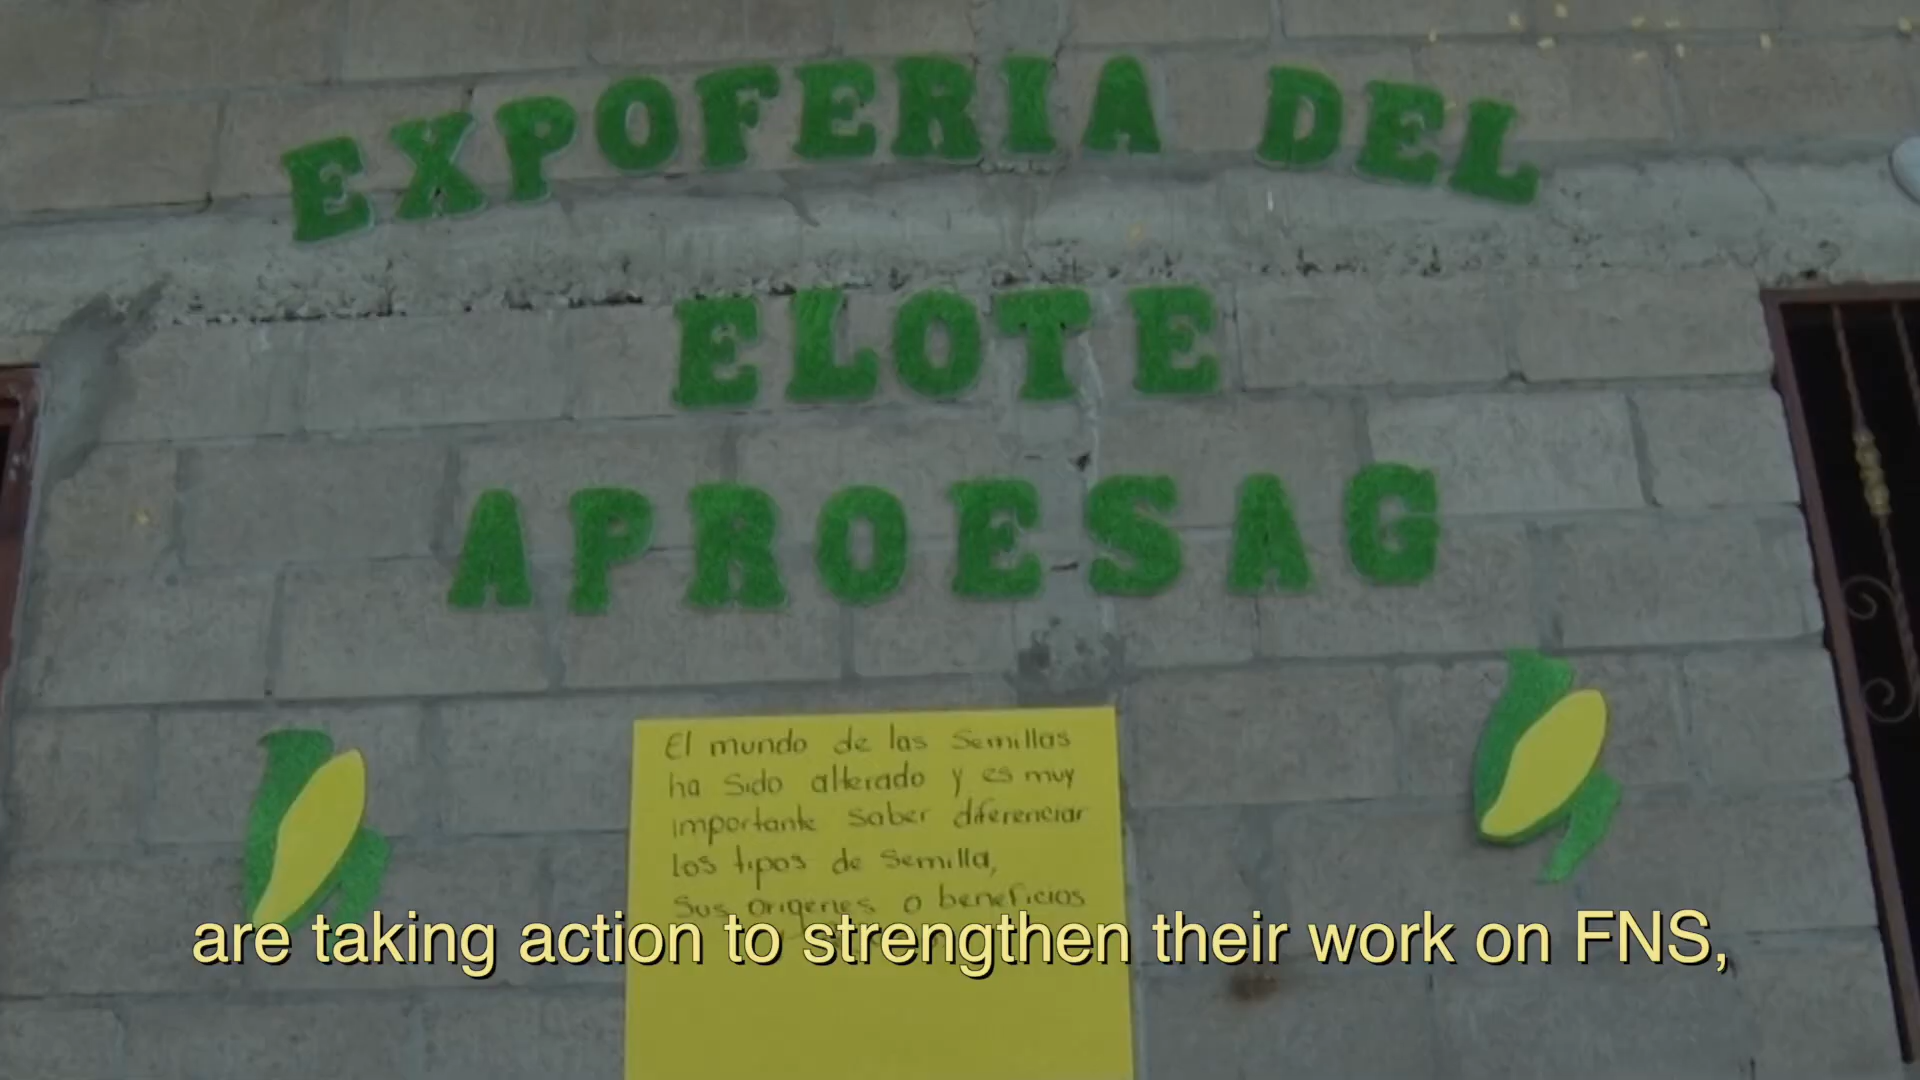 EXPOFERIA DEL
ELOTE
APROESAG
El mundo de las Semillas
ha Sido alterado y es muy
importante Saber diferenciar
los tipos de Semilla,
Sus origenes o beneficios
are taking action to strengthen their work on FNS,